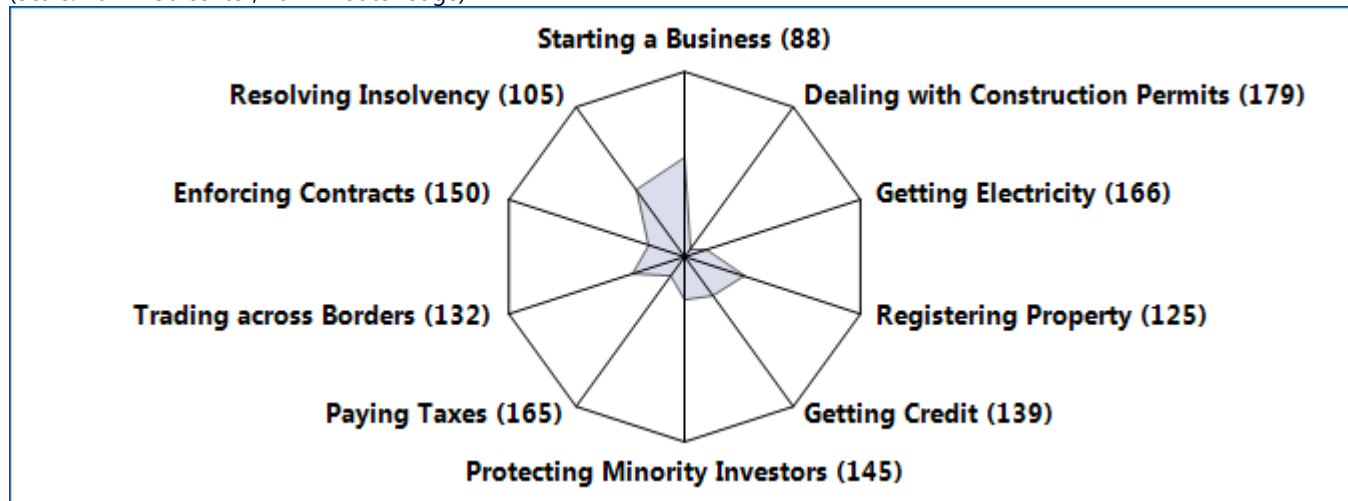 Starting a Business (88)
Resolving Insolvency (105)
Dealing with Construction Permits (179)
Enforcing Contracts (150)
Getting Electricity (166)
Trading across Borders (132)
Registering Property (125)
Paying Taxes (165)
Getting Credit (139)
Protecting Minority Investors (145)